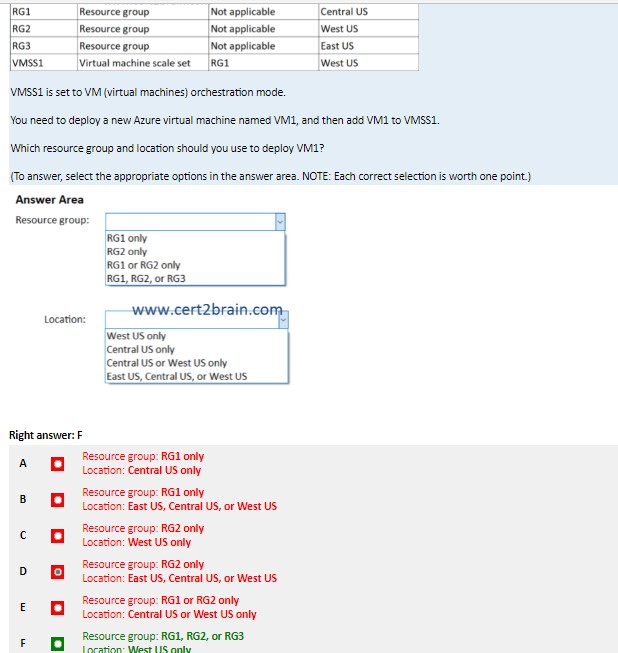 RG1 Resource group Not applicable Central US
RG2 Resource group Not applicable West US
RG3 Resource group Not applicable East US
VMSS1 Virtual machine scale set RG1 West US
VMSS1 is set to VM (virtual machines) orchestration mode.
You need to deploy a new Azure virtual machine named VM1, and then add VM1 to VMSS1.
Which resource group and location should you use to deploy VM1?
(To answer, select the appropriate options in the answer area. NOTE: Each correct selection is worth one point.)
Answer Area
Resource group:
RG1 only
RG2 only
RG1 or RG2 only
RG1, RG2, or RG3
www.cert2brain.com
Location:
West US only
Central US only
Central US or West US only
East US, Central US, or West US
Right answer: F
A Resource group: RG1 only
Location: Central US only
B Resource group: RG1 only
Location: East US, Central US, or West US
C Resource group: RG2 only
Location: West US only
D Resource group: RG2 only
Location: East US, Central US, or West US
E Resource group: RG1 or RG2 only
Location: Central US or West US only
F Resource group: RG1, RG2, or RG3
Location: West US only